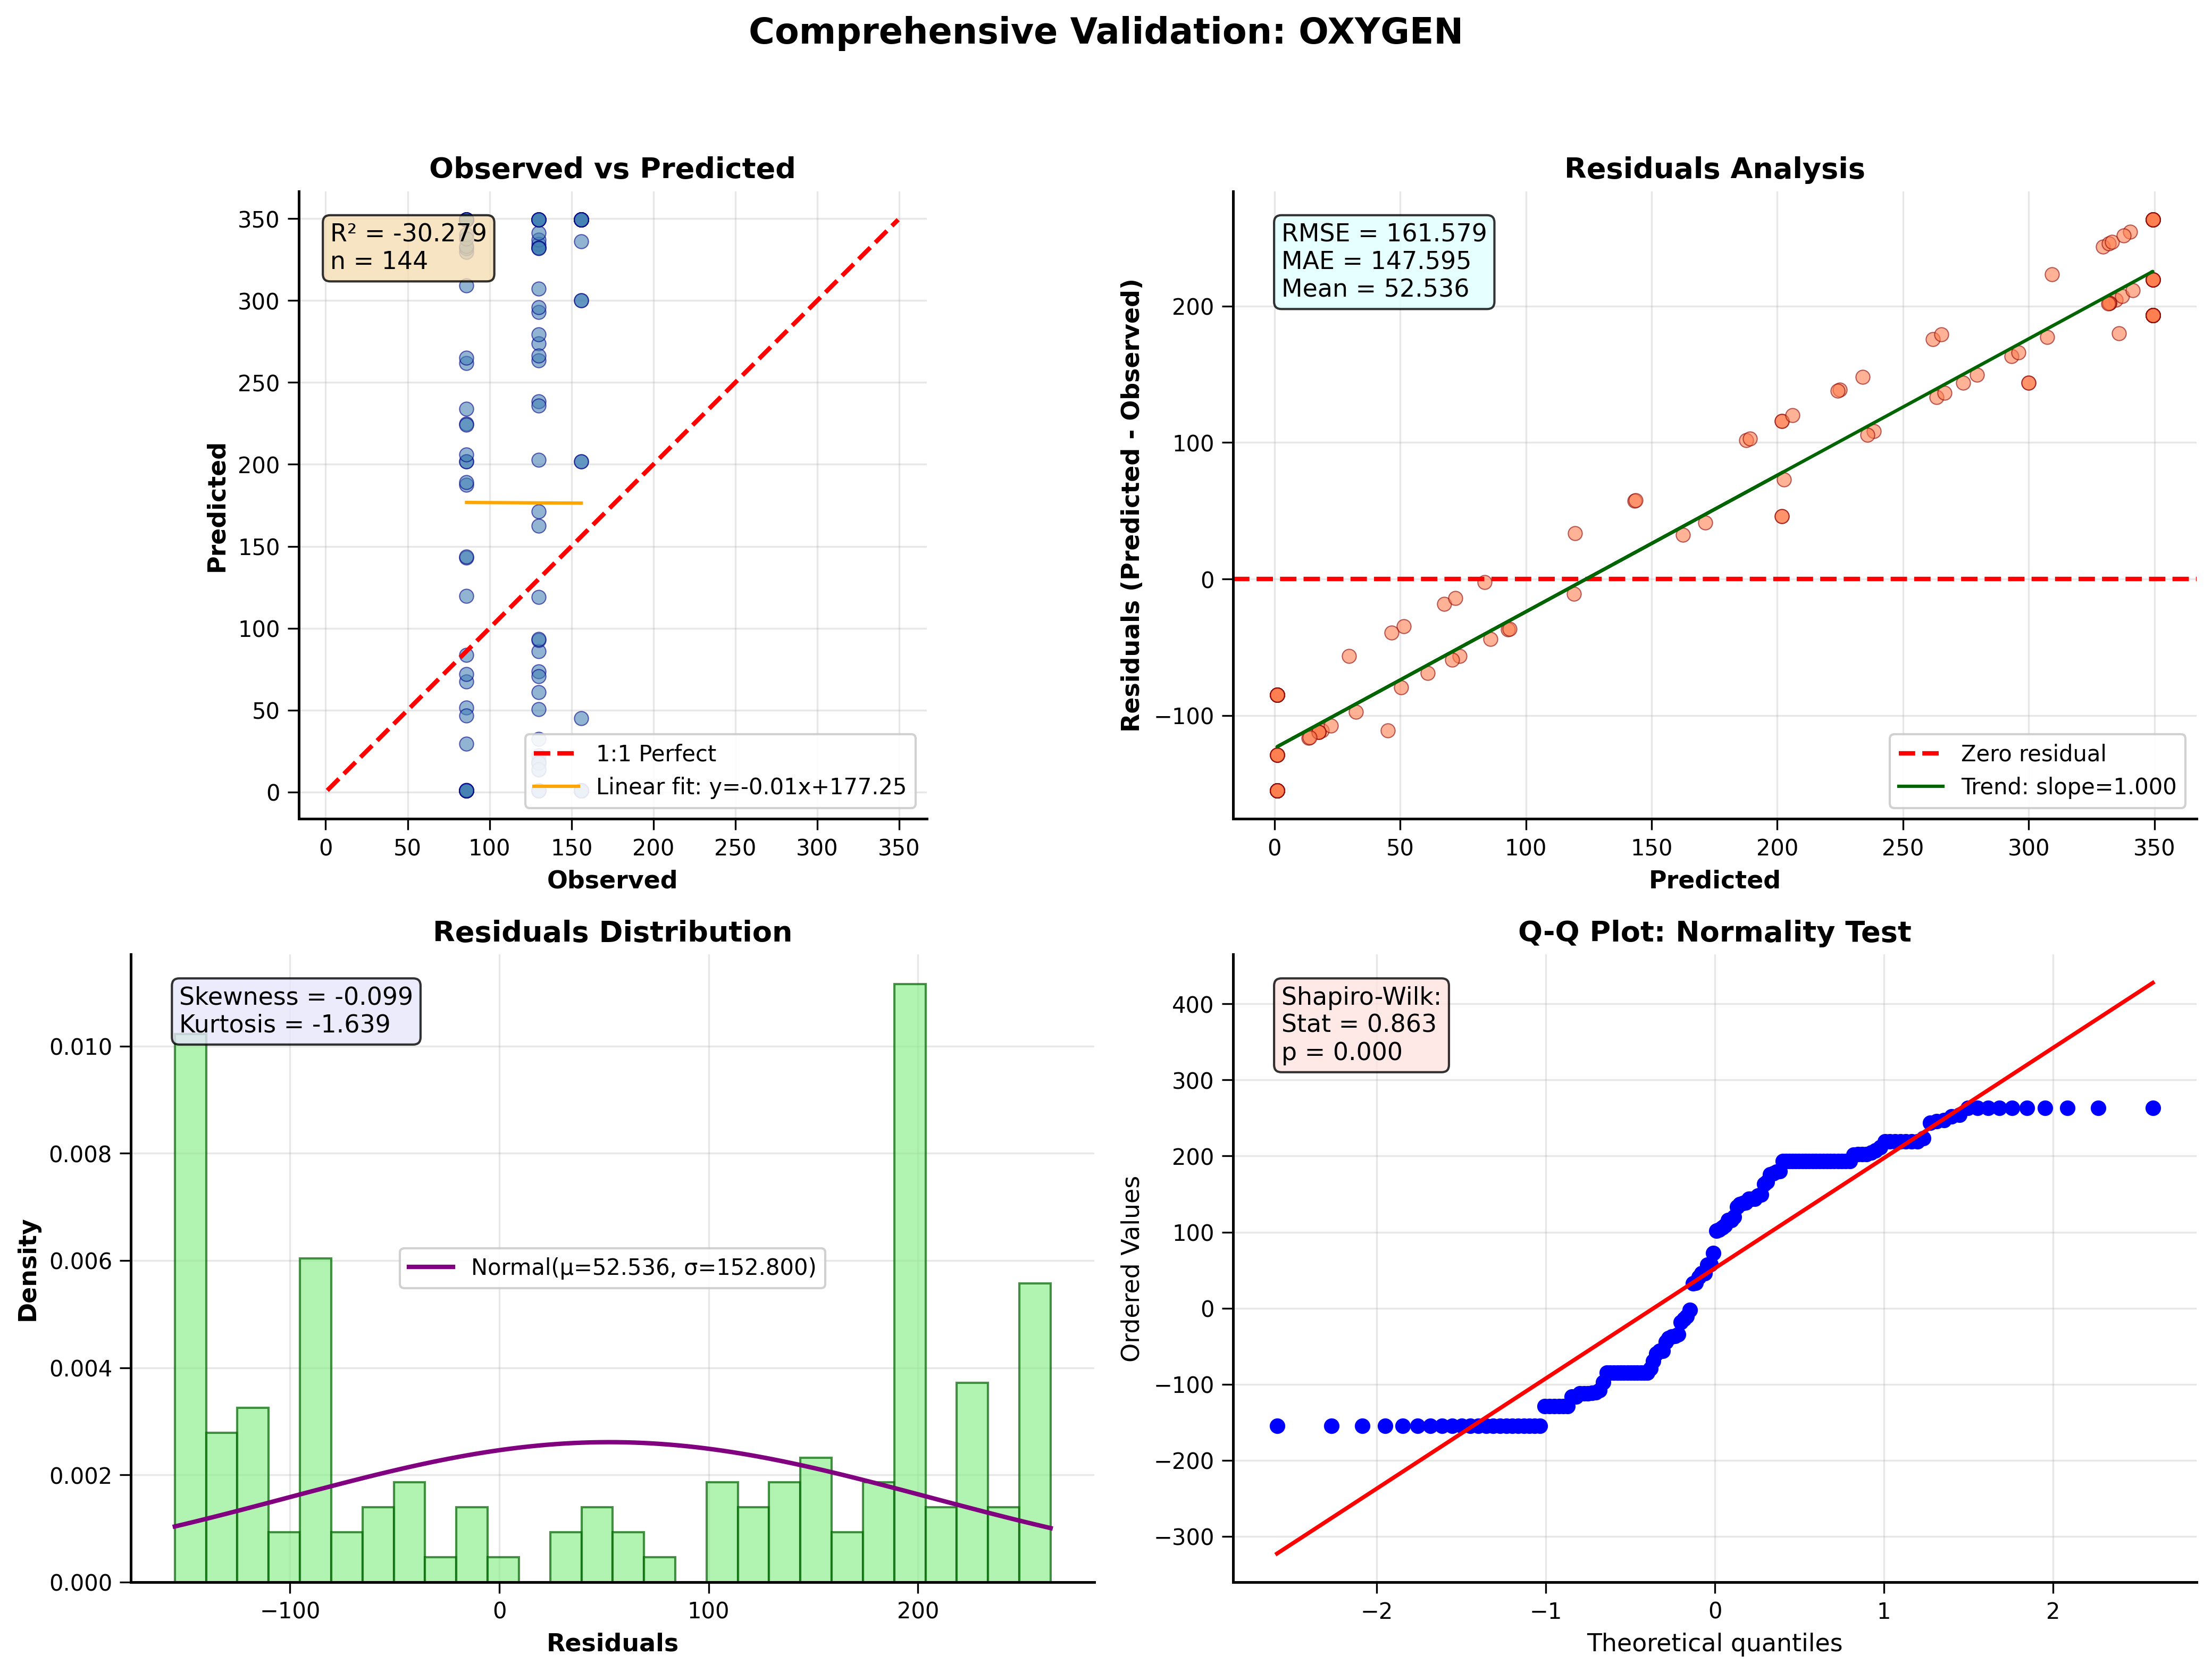 Comprehensive Validation: OXYGEN
Observed vs Predicted
R² = -30.279
n = 144
350
300
250
200
150
100
50
0
Predicted
1:1 Perfect
Linear fit: y=-0.01x+177.25
0 50 100 150 200 250 300 350
Observed
Residuals Analysis
RMSE = 161.579
MAE = 147.595
Mean = 52.536
200
100
0
−100
Residuals (Predicted - Observed)
Zero residual
Trend: slope=1.000
0 50 100 150 200 250 300 350
Predicted
Residuals Distribution
Skewness = -0.099
Kurtosis = -1.639
0.010
0.008
0.006
0.004
0.002
0.000
Density
Normal(μ=52.536, σ=152.800)
−100 0 100 200
Residuals
Q-Q Plot: Normality Test
Shapiro-Wilk:
Stat = 0.863
p = 0.000
400
300
200
100
0
−100
−200
−300
Ordered Values
−2 −1 0 1 2
Theoretical quantiles